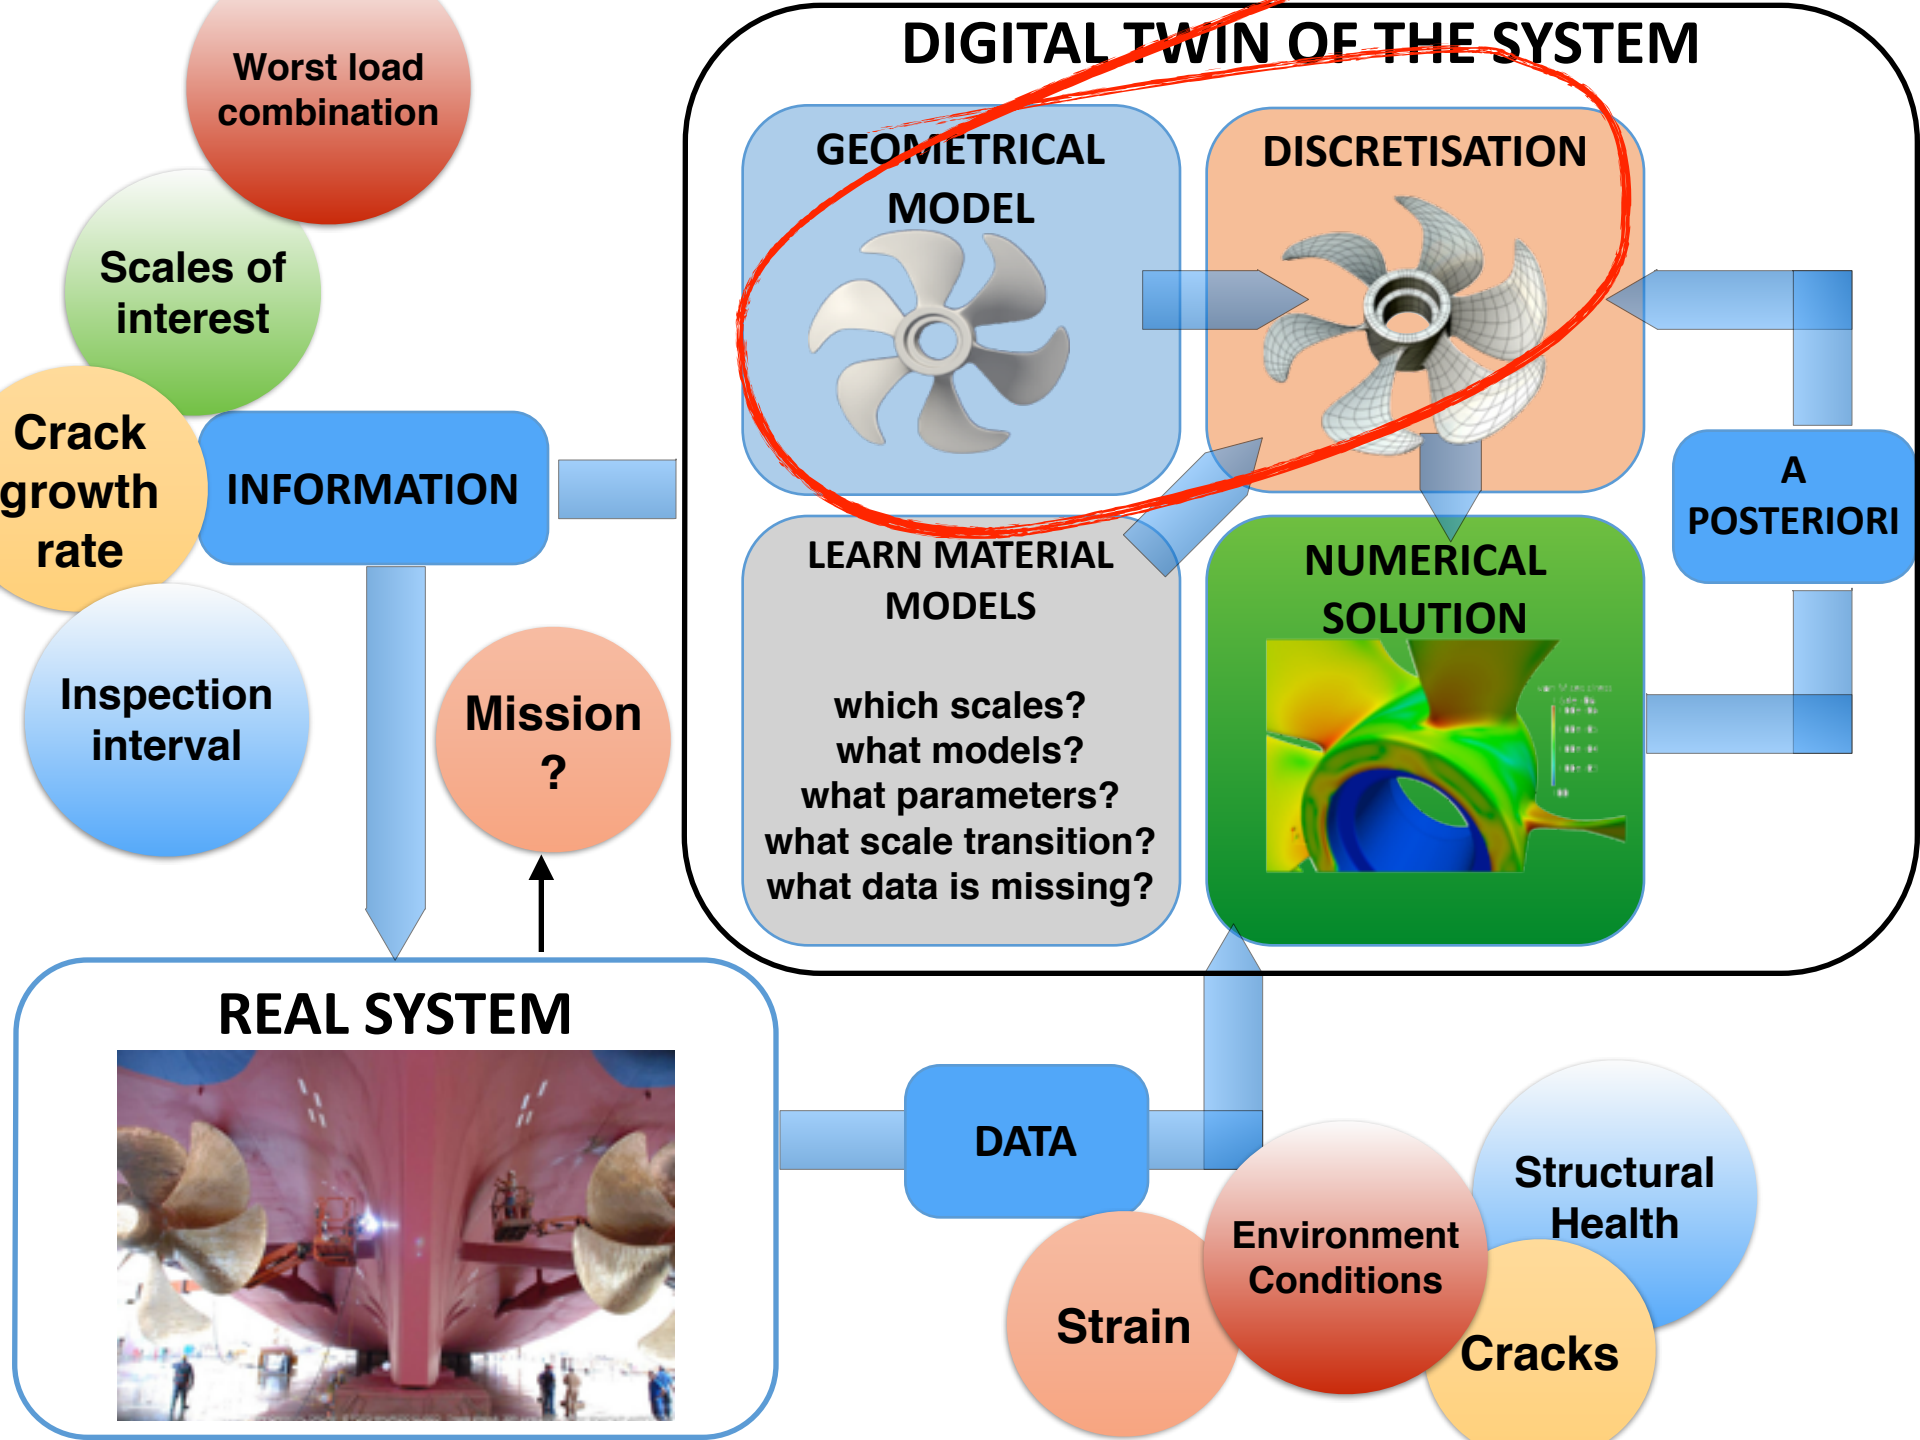 Worst load
combination
Scales of
interest
Crack
growth
rate
INFORMATION
Inspection
interval
Mission
?
DIGITAL TWIN OF THE SYSTEM
GEOMETRICAL
MODEL
DISCRETISATION
LEARN MATERIAL
MODELS
which scales?
what models?
what parameters?
what scale transition?
what data is missing?
NUMERICAL
SOLUTION
A
POSTERIORI
REAL SYSTEM
DATA
Strain
Environment
Conditions
Structural
Health
Cracks